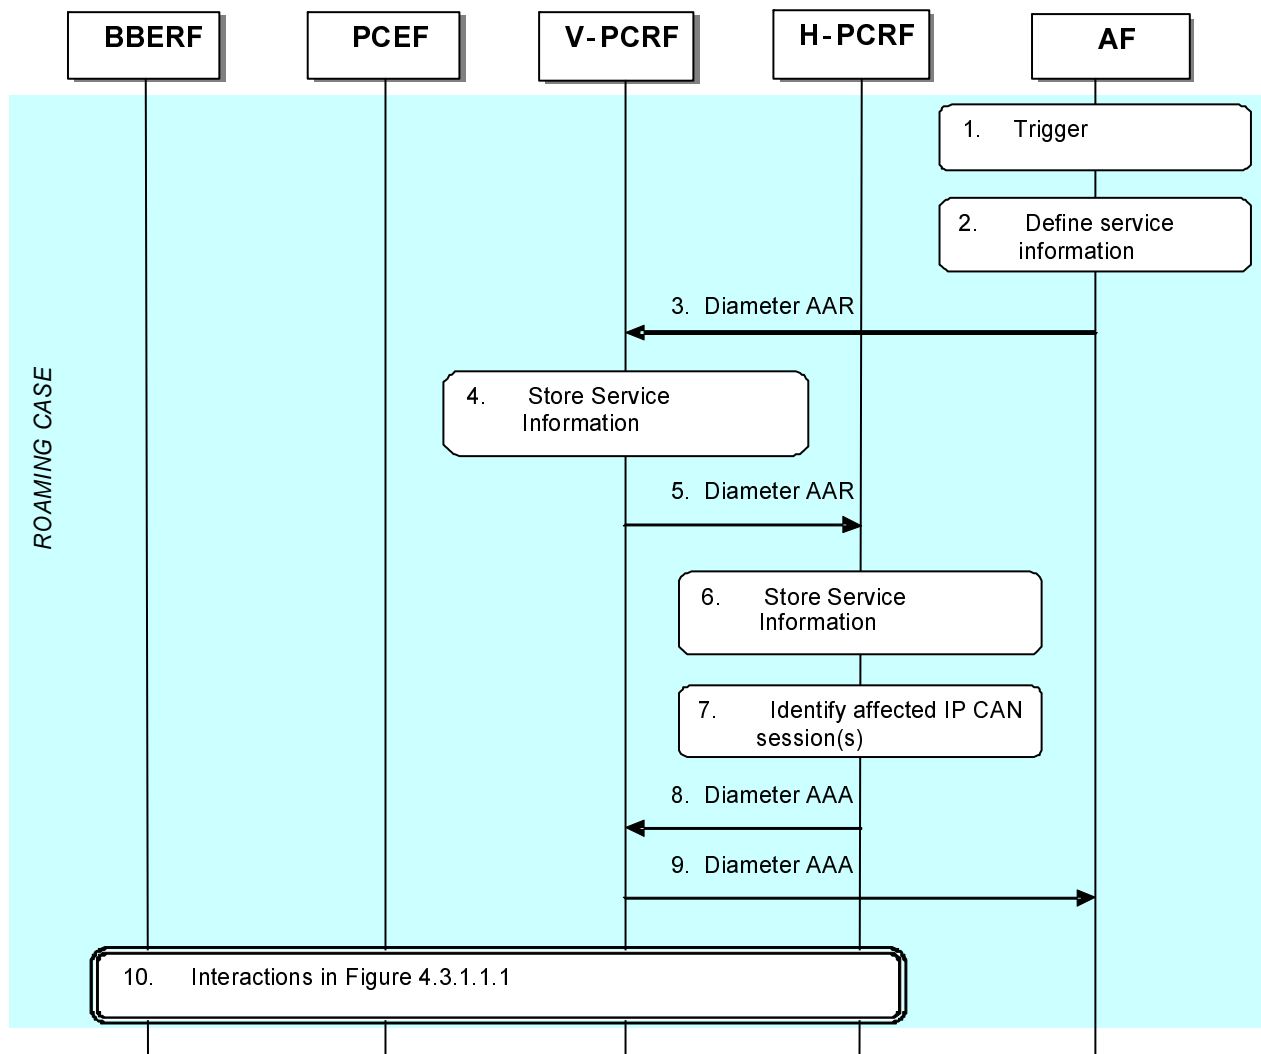 BBERF
PCEF
V-PCRF
H-PCRF
AF
1. Trigger
2. Define service
information
3. Diameter AAR
ROAMING CASE
4. Store Service
Information
5. Diameter AAR
6. Store Service
Information
7. Identify affected IP CAN
session(s)
8. Diameter AAA
9. Diameter AAA
10. Interactions in Figure 4.3.1.1.1